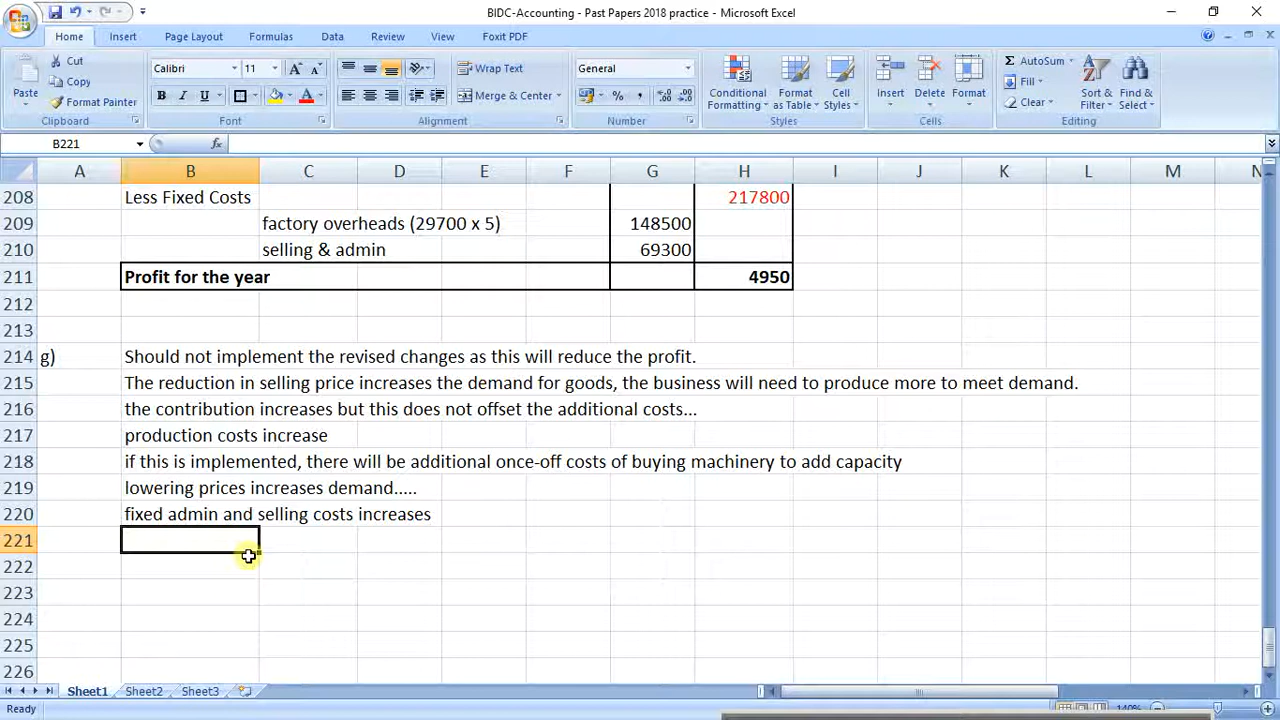 BIDC-Accounting - Past Papers 2018 practice - Microsoft Excel
Home Insert Page Layout Formulas Data Review View Foxit PDF
Paste Cut Copy Format Painter Clipboard
Calibri 11 B I U A Font
Wrap Text Merge & Center Alignment
General % , Number
Conditional Formatting Format as Table Cell Styles Styles
Insert Delete Format Cells
AutoSum Fill Clear Sort & Filter Find & Select Editing
B221 fx
A B C D E F G H I J K L M N
208 Less Fixed Costs 217800
209 factory overheads (29700 x 5) 148500
210 selling & admin 69300
211 Profit for the year 4950
212
213
214 g) Should not implement the revised changes as this will reduce the profit.
215 The reduction in selling price increases the demand for goods, the business will need to produce more to meet demand.
216 the contribution increases but this does not offset the additional costs...
217 production costs increase
218 if this is implemented, there will be additional once-off costs of buying machinery to add capacity
219 lowering prices increases demand.....
220 fixed admin and selling costs increases
221
222
223
224
225
226
Sheet1 Sheet2 Sheet3
Ready 140%